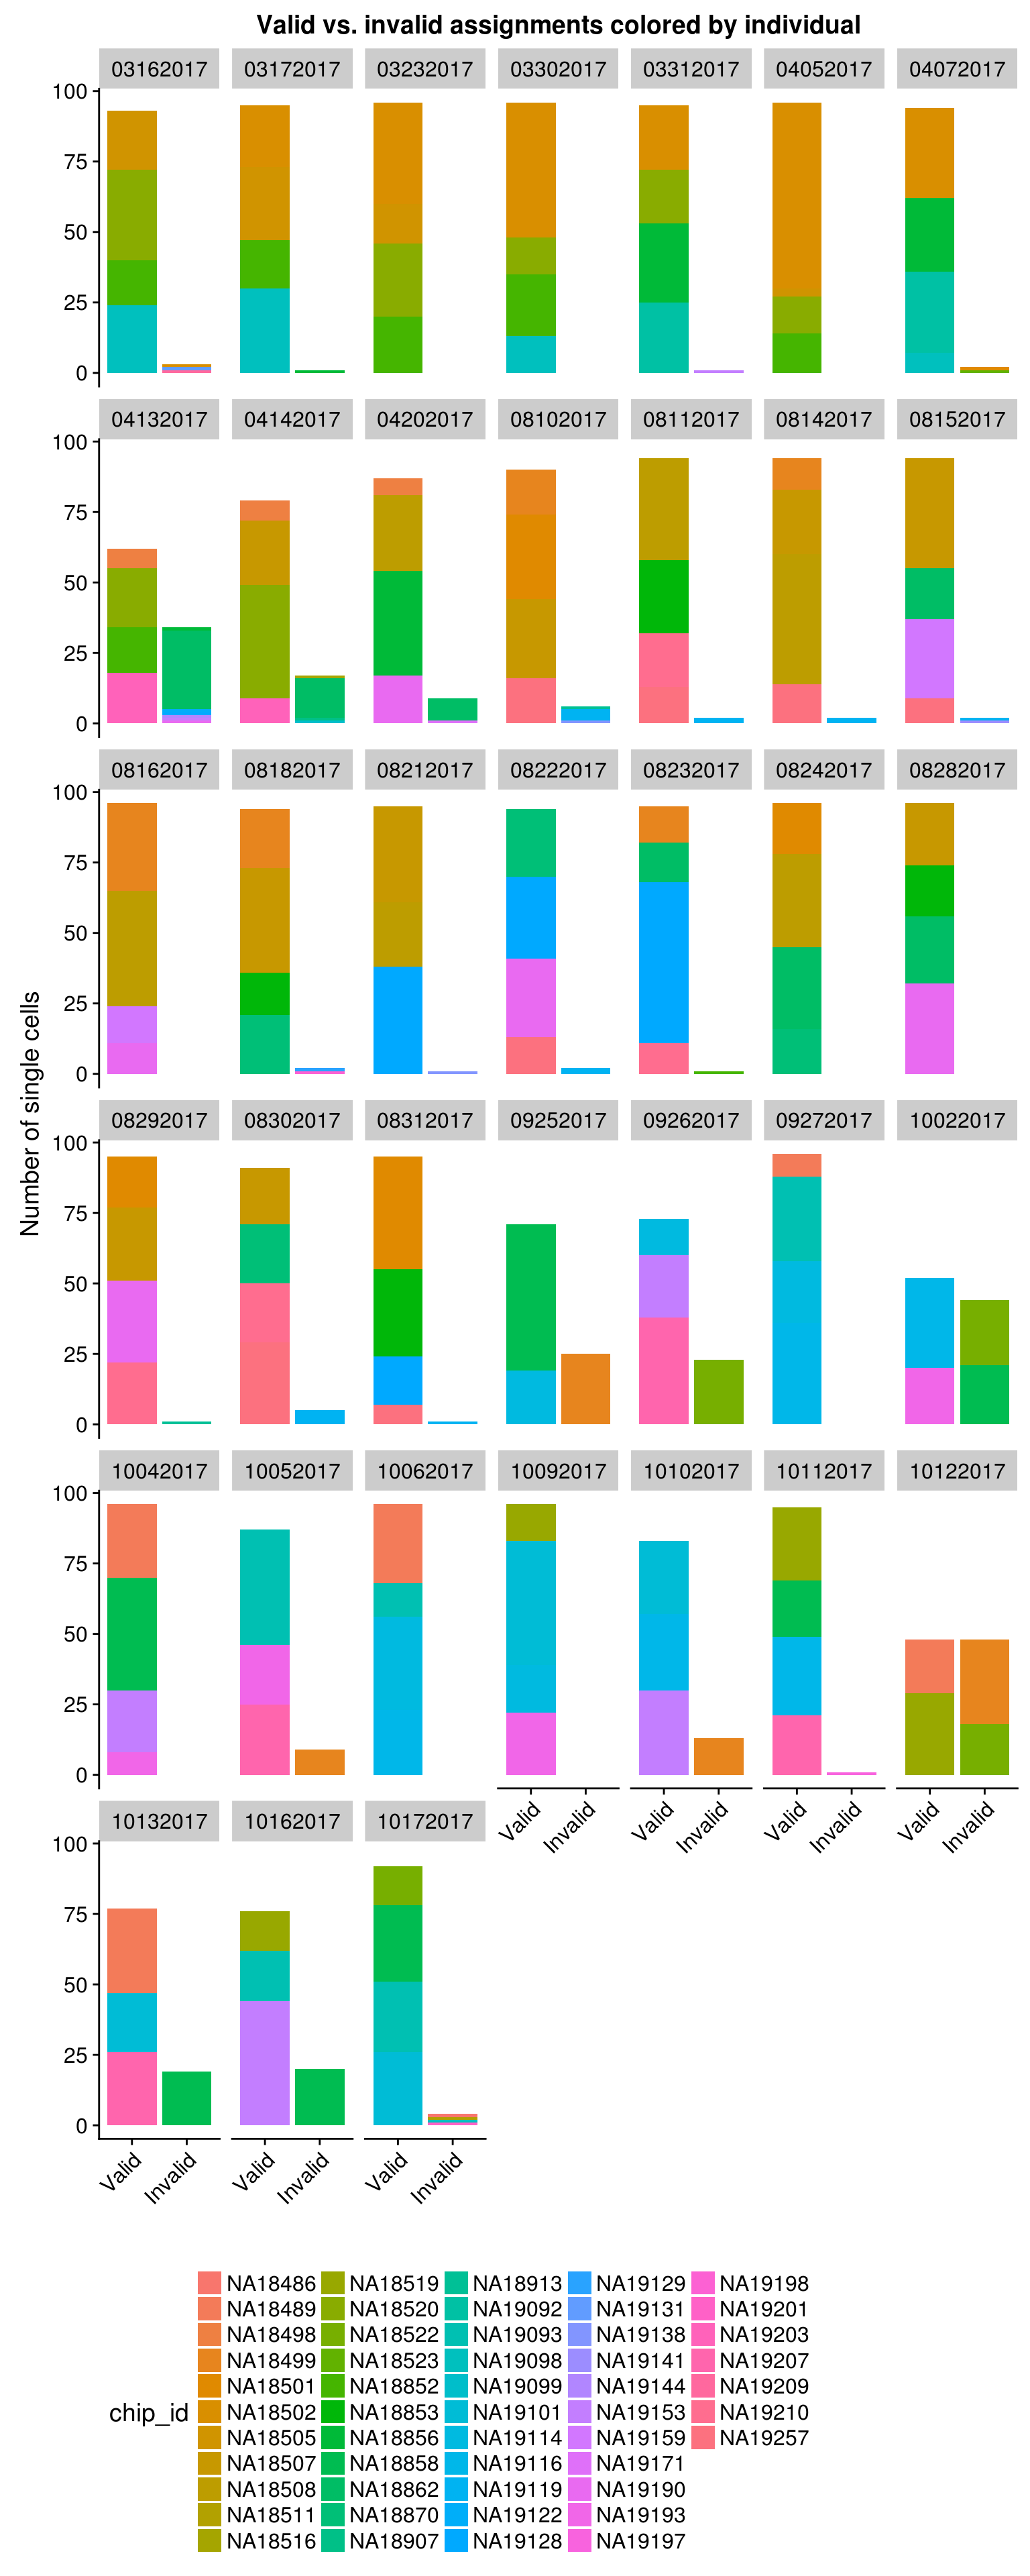 Valid vs. invalid assignments colored by individual
03162017 03172017 03232017 03302017 03312017 04052017 04072017
100
75
50
25
0
04132017 04142017 04202017 08102017 08112017 08142017 08152017
100
75
50
25
0
08162017 08182017 08212017 08222017 08232017 08242017 08282017
100
75
50
25
0
Number of single cells
08292017 08302017 08312017 09252017 09262017 09272017 10022017
100
75
50
25
0
10042017 10052017 10062017 10092017 10102017 10112017 10122017
100
75
50
25
0
Valid Invalid Valid Invalid Valid Invalid Valid Invalid
10132017 10162017 10172017
100
75
50
25
0
Valid Invalid Valid Invalid Valid Invalid
chip_id
NA18486 NA18519 NA18913 NA19129 NA19198
NA18489 NA18520 NA19092 NA19131 NA19201
NA18498 NA18522 NA19093 NA19138 NA19203
NA18499 NA18523 NA19098 NA19141 NA19207
NA18501 NA18852 NA19099 NA19144 NA19209
NA18502 NA18853 NA19101 NA19153 NA19210
NA18505 NA18856 NA19114 NA19159 NA19257
NA18507 NA18858 NA19116 NA19171
NA18508 NA18862 NA19119 NA19190
NA18511 NA18870 NA19122 NA19193
NA18516 NA18907 NA19128 NA19197